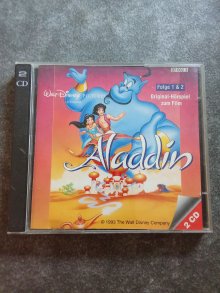 2
CD
Walt Disney
Folge 1 & 2
Original-Hörspiel
zum Film
Aladdin
© 1993 The Walt Disney Company
2 CD